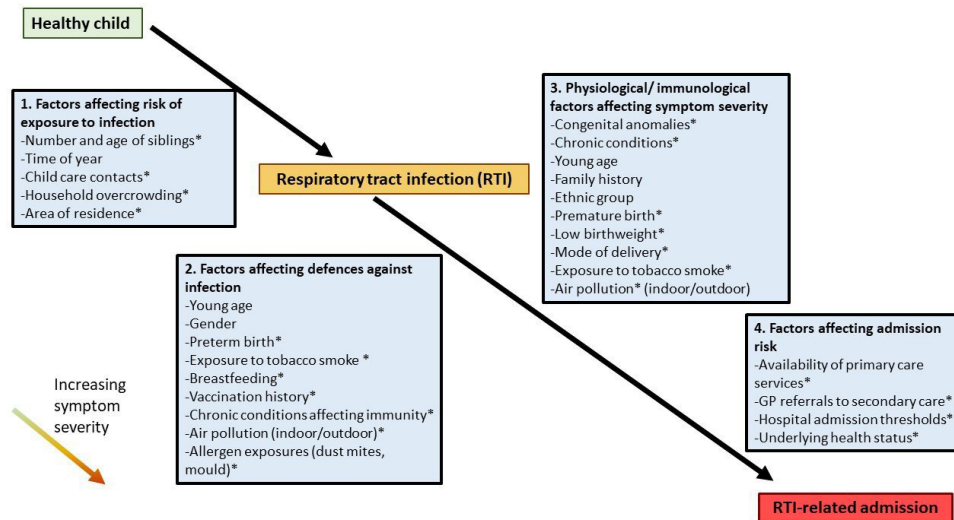 Healthy child
1. Factors affecting risk of
exposure to infection
-Number and age of siblings*
-Time of year
-Child care contacts*
-Household overcrowding*
-Area of residence*
Respiratory tract infection (RTI)
3. Physiological/ immunological
factors affecting symptom severity
-Congenital anomalies*
-Chronic conditions*
-Young age
-Family history
-Ethnic group
-Premature birth*
-Low birthweight*
-Mode of delivery*
-Exposure to tobacco smoke*
-Air pollution* (indoor/outdoor)
2. Factors affecting defences against
infection
-Young age
-Gender
-Preterm birth*
-Exposure to tobacco smoke *
-Breastfeeding*
-Vaccination history*
-Chronic conditions affecting immunity*
-Air pollution (indoor/outdoor)*
-Allergen exposures (dust mites,
mould)*
4. Factors affecting admission
risk
-Availability of primary care
services*
-GP referrals to secondary care*
-Hospital admission thresholds*
-Underlying health status*
Increasing
symptom
severity
RTI-related admission